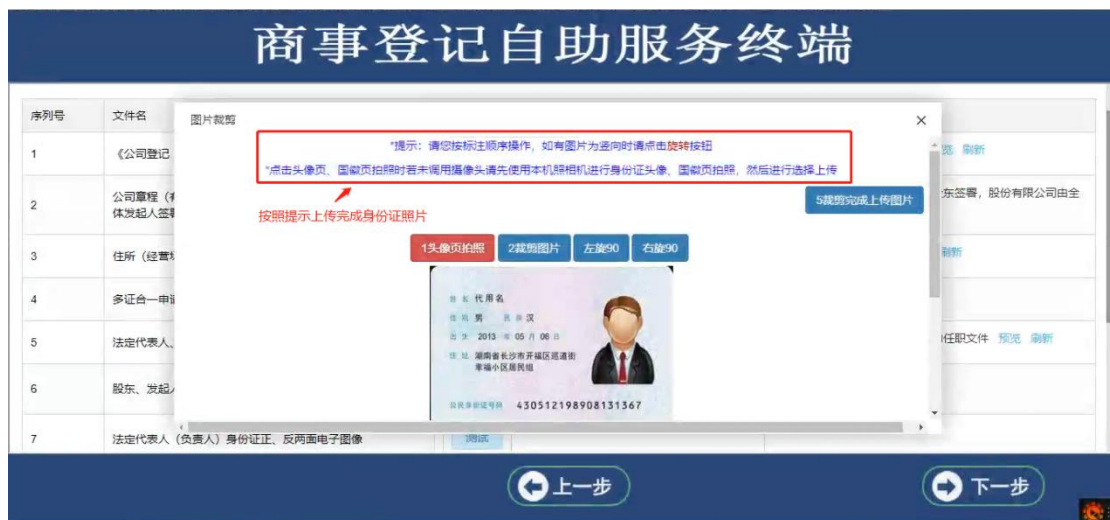 商事登记自助服务终端
序列号 文件名
图片裁剪 ×
*提示：请您按标注顺序操作，如有图片为竖向时请点击旋转按钮
*点击头像页、国徽页拍照时若未调用摄像头请先使用本机照相机进行身份证头像、国徽页拍照，然后进行选择上传
按照提示上传完成身份证照片
5裁剪完成上传图片
1头像页拍照 2裁剪图片 左旋90 右旋90
姓名 代用名
性别 男 民族 汉
出生 2013 年 05 月 06 日
住址 湖南省长沙市开福区巡道街
幸福小区居民组
公民身份证号码 430512198908131367
1 《公司登记 览 刷新
2 公司章程（有 东签署，股份有限公司由全
体发起人签署
3 住所（经营场 刷新
4 多证合一申请
5 法定代表人、 任职文件 预览 刷新
6 股东、发起人
7 法定代表人（负责人）身份证正、反两面电子图像 测试
上一步 下一步